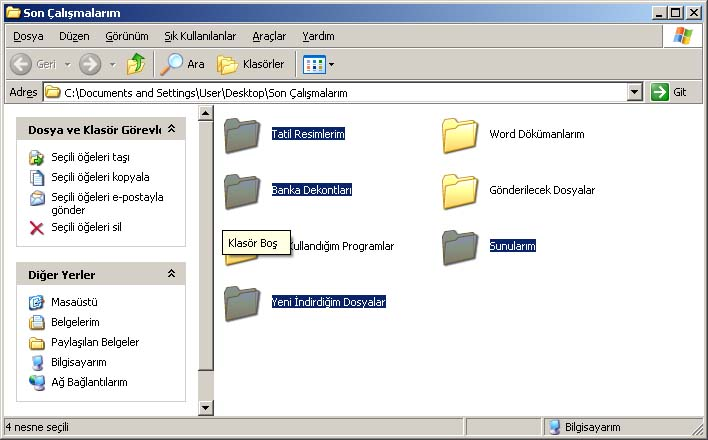 Son Çalışmalarım
Dosya Düzen Görünüm Sık Kullanılanlar Araçlar Yardım
Geri Ara Klasörler
Adres C:\Documents and Settings\User\Desktop\Son Çalışmalarım Git
Dosya ve Klasör Görevle
Seçili öğeleri taşı
Seçili öğeleri kopyala
Seçili öğeleri e-postayla
gönder
Seçili öğeleri sil
Diğer Yerler
Masaüstü
Belgelerim
Paylaşılan Belgeler
Bilgisayarım
Ağ Bağlantılarım
Tatil Resimlerim
Word Dökümanlarım
Banka Dekontları
Gönderilecek Dosyalar
Klasör Boş
Kullandığım Programlar
Sunularım
Yeni İndirdiğim Dosyalar
4 nesne seçili
Bilgisayarım